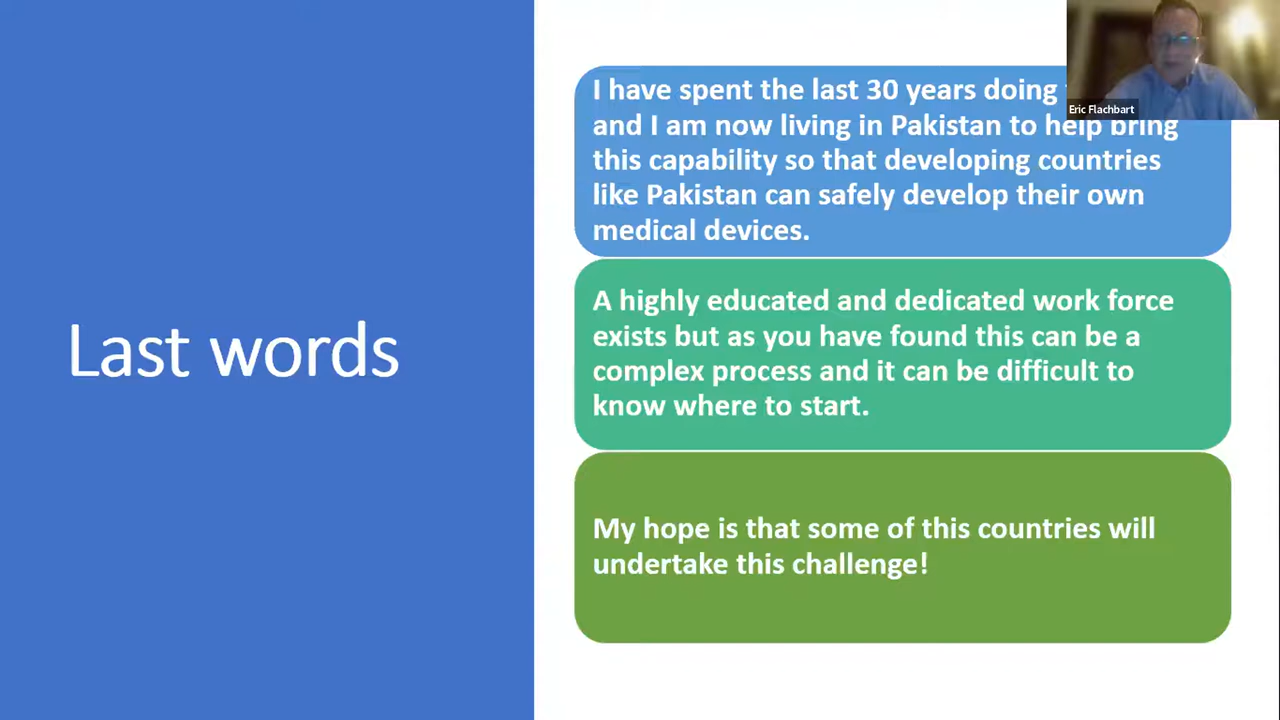 Last words
I have spent the last 30 years doing
and I am now living in Pakistan to help bring
this capability so that developing countries
like Pakistan can safely develop their own
medical devices.
A highly educated and dedicated work force
exists but as you have found this can be a
complex process and it can be difficult to
know where to start.
My hope is that some of this countries will
undertake this challenge!
Eric Flachbart